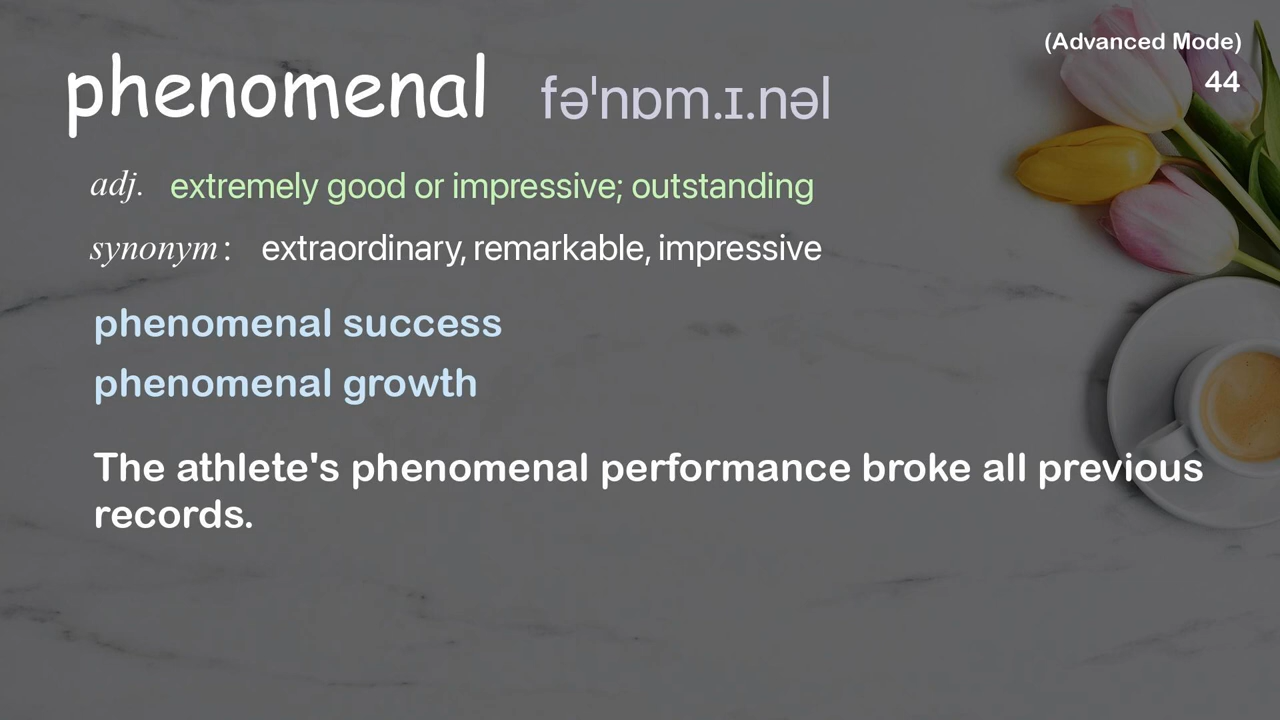 (Advanced Mode)
44
phenomenal fəˈnɒm.ɪ.nəl
adj. extremely good or impressive; outstanding
synonym : extraordinary, remarkable, impressive
phenomenal success
phenomenal growth
The athlete's phenomenal performance broke all previous
records.